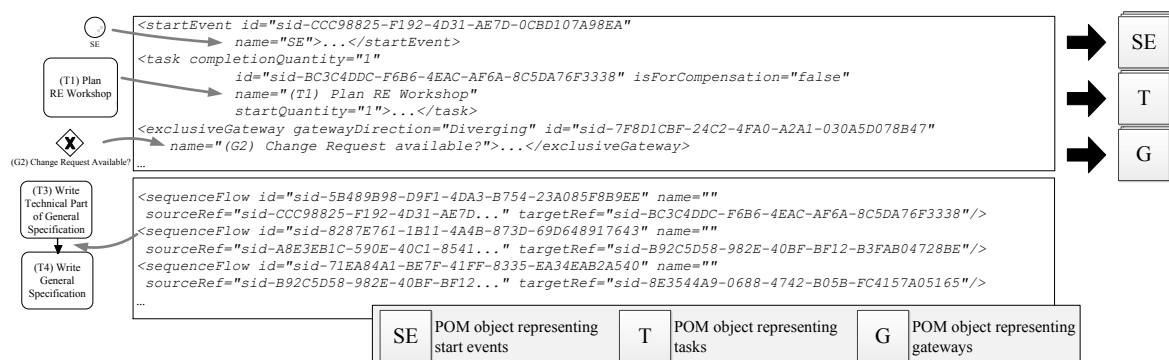 SE
(T1) Plan
RE Workshop
X
(G2) Change Request Available?
(T3) Write
Technical Part
of General
Specification
(T4) Write
General
Specification
<startEvent id="sid-CCC98825-F192-4D31-AE7D-0CBD107A98EA"
name="SE">...</startEvent>
<task completionQuantity="1"
id="sid-BC3C4DDC-F6B6-4EAC-AF6A-8C5DA76F3338" isForCompensation="false"
name="(T1) Plan RE Workshop"
startQuantity="1">...</task>
<exclusiveGateway gatewayDirection="Diverging" id="sid-7F8D1CBF-24C2-4FA0-A2A1-030A5D078B47"
name="(G2) Change Request available?">...</exclusiveGateway>
…
<sequenceFlow id="sid-5B489B98-D9F1-4DA3-B754-23A085F8B9EE" name=""
sourceRef="sid-CCC98825-F192-4D31-AE7D..." targetRef="sid-BC3C4DDC-F6B6-4EAC-AF6A-8C5DA76F3338"/>
<sequenceFlow id="sid-8287E761-1B11-4A4B-873D-69D648917643" name=""
sourceRef="sid-A8E3EB1C-590E-40C1-8541..." targetRef="sid-B92C5D58-982E-40BF-BF12-B3FAB04728BE"/>
<sequenceFlow id="sid-71EA84A1-BE7F-41FF-8335-EA34EAB2A540" name=""
sourceRef="sid-B92C5D58-982E-40BF-BF12..." targetRef="sid-8E3544A9-0688-4742-B05B-FC4157A05165"/>
…
SE
T
G
SE
POM object representing
start events
T
POM object representing
tasks
G
POM object representing
gateways